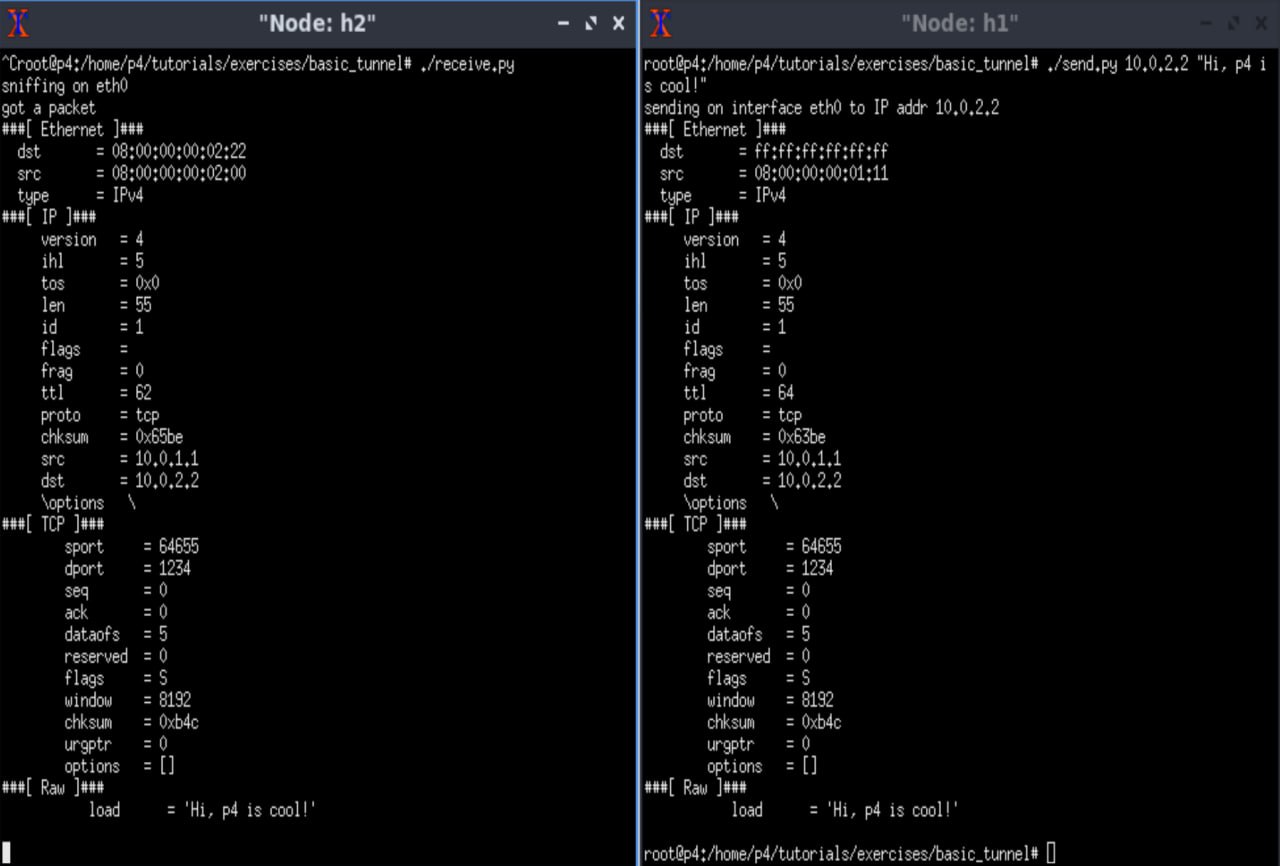 "Node: h2"
^Croot@p4:/home/p4/tutorials/exercises/basic_tunnel# ./receive.py
sniffing on eth0
got a packet
###[ Ethernet ]###
dst = 08:00:00:00:02:22
src = 08:00:00:00:02:00
type = IPv4
###[ IP ]###
version = 4
ihl = 5
tos = 0x0
len = 55
id = 1
flags =
frag = 0
ttl = 62
proto = tcp
chksum = 0x65be
src = 10.0.1.1
dst = 10.0.2.2
\options \
###[ TCP ]###
sport = 64655
dport = 1234
seq = 0
ack = 0
dataofs = 5
reserved = 0
flags = S
window = 8192
chksum = 0xb4c
urgptr = 0
options = []
###[ Raw ]###
load = 'Hi, p4 is cool!'
"Node: h1"
root@p4:/home/p4/tutorials/exercises/basic_tunnel# ./send.py 10.0.2.2 "Hi, p4 i
s cool!"
sending on interface eth0 to IP addr 10.0.2.2
###[ Ethernet ]###
dst = ff:ff:ff:ff:ff:ff
src = 08:00:00:00:01:11
type = IPv4
###[ IP ]###
version = 4
ihl = 5
tos = 0x0
len = 55
id = 1
flags =
frag = 0
ttl = 64
proto = tcp
chksum = 0x63be
src = 10.0.1.1
dst = 10.0.2.2
\options \
###[ TCP ]###
sport = 64655
dport = 1234
seq = 0
ack = 0
dataofs = 5
reserved = 0
flags = S
window = 8192
chksum = 0xb4c
urgptr = 0
options = []
###[ Raw ]###
load = 'Hi, p4 is cool!'
root@p4:/home/p4/tutorials/exercises/basic_tunnel#